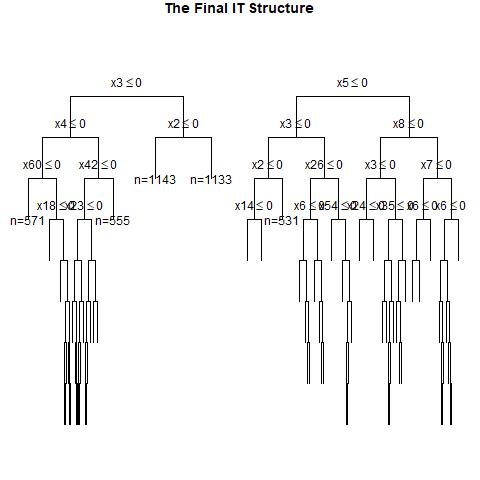 The Final IT Structure
x3 ≤ 0 x5 ≤ 0
x4 ≤ 0 x2 ≤ 0 x3 ≤ 0 x8 ≤ 0
x60 ≤ 0 x42 ≤ 0 n=1143 n=1133 x2 ≤ 0 x26 ≤ 0 x3 ≤ 0 x7 ≤ 0
n=571 x18 ≤ 0 x23 ≤ 0 n=555 x14 ≤ 0 n=531 x6 ≤ 0 x54 ≤ 0 x24 ≤ 0 x35 ≤ 0 x6 ≤ 0 x6 ≤ 0